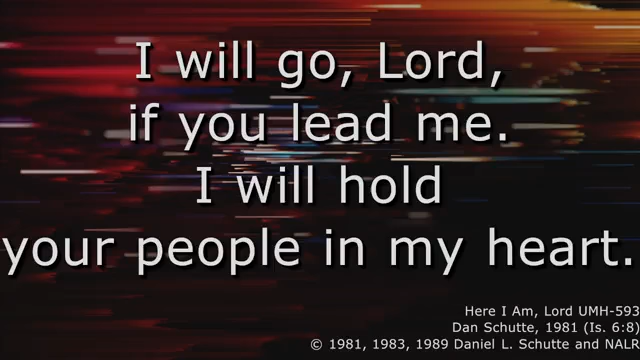 I will go, Lord,
if you lead me.
I will hold
your people in my heart.
Here I Am, Lord UMH-593
Dan Schutte, 1981 (Is. 6:8)
© 1981, 1983, 1989 Daniel L. Schutte and NALR